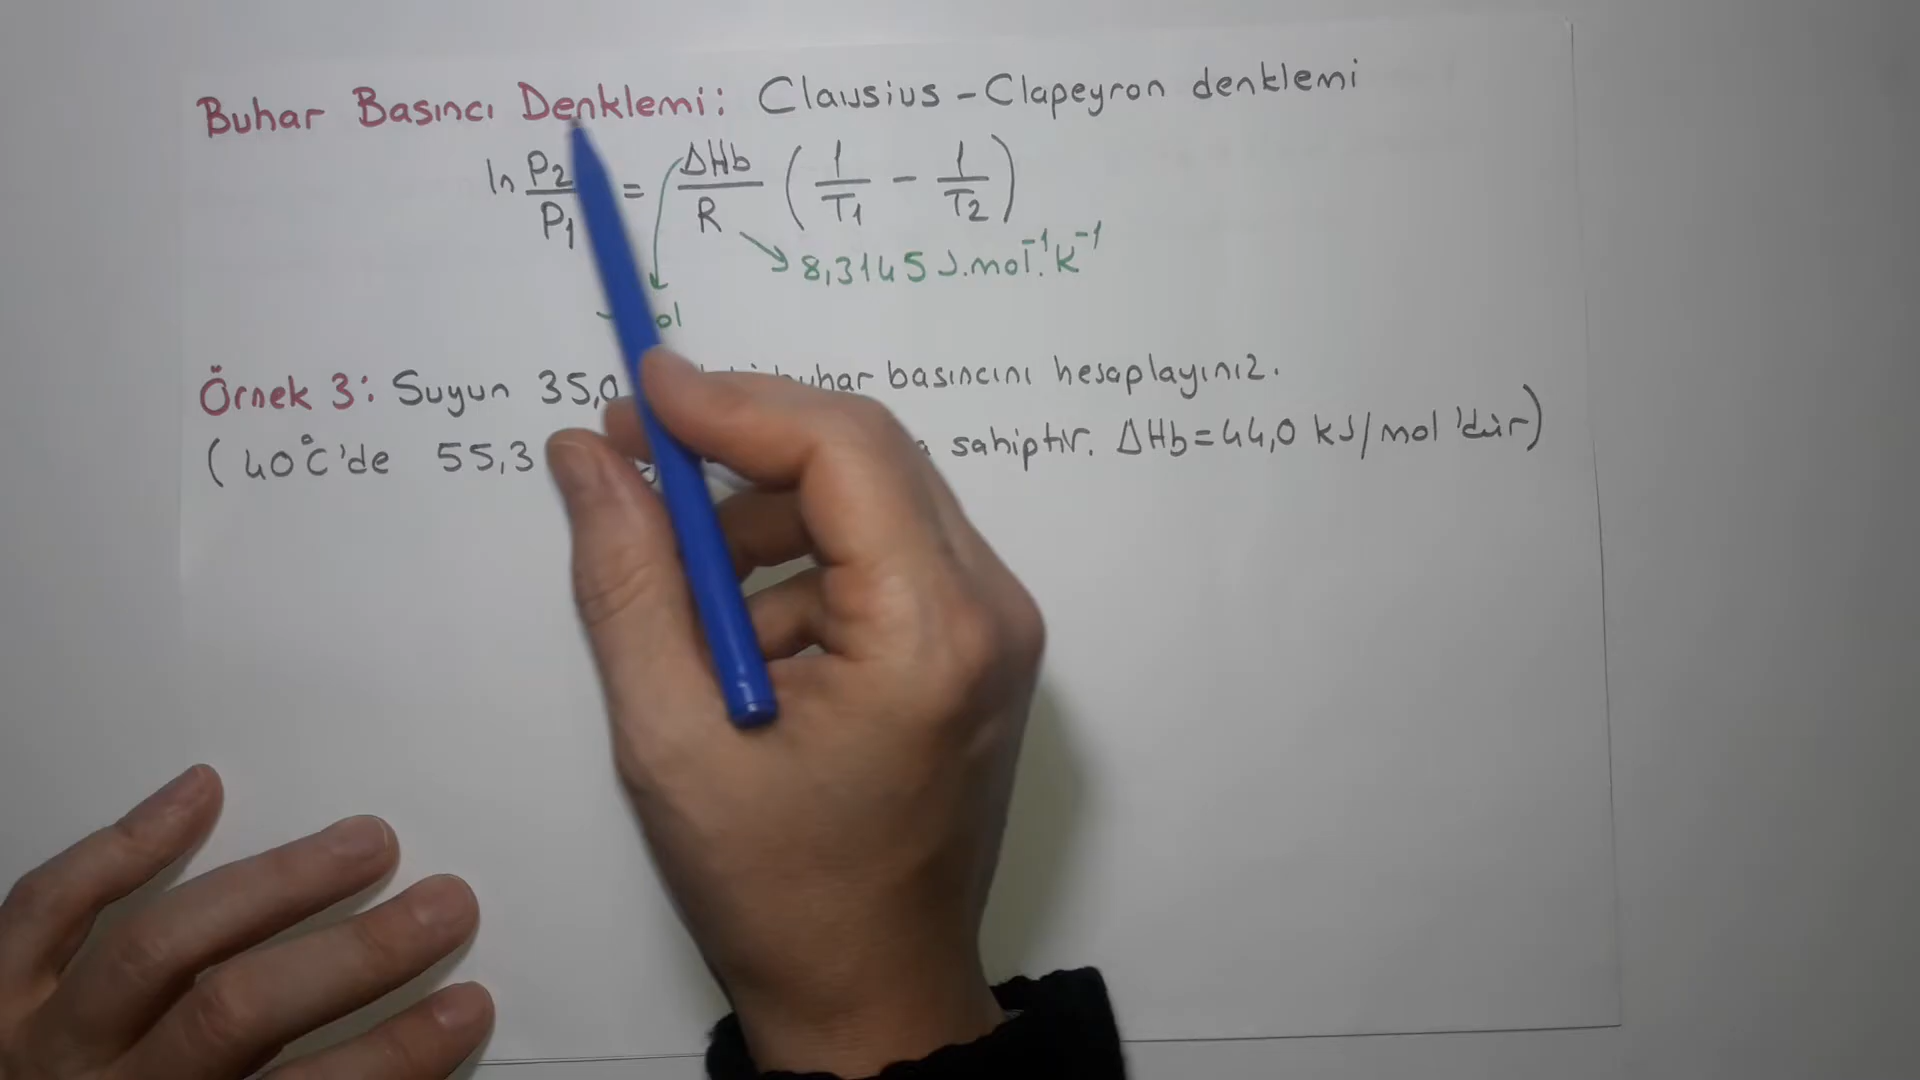 Buhar Basıncı Denklemi: Clausius - Clapeyron denklemi
ln P2/P1 = ΔHb/R (1/T1 - 1/T2)
8,3145 J.mol⁻¹.K⁻¹
Örnek 3: Suyun 35,0 buhar basıncını hesaplayınız.
(40°C'de 55,3 sahiptir. ΔHb=44,0 kJ/mol'dür)